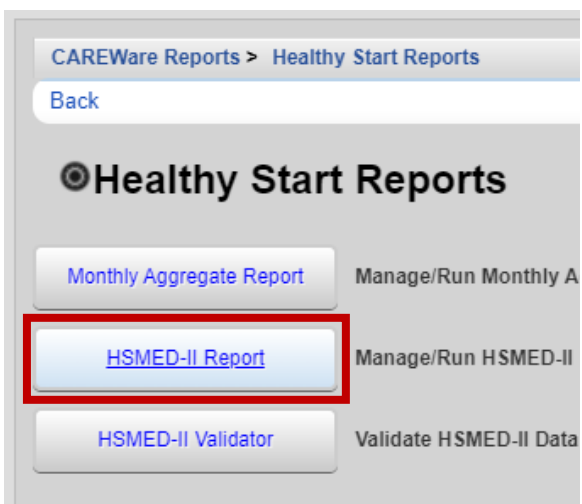 CAREWare Reports > Healthy Start Reports
Back
Healthy Start Reports
Monthly Aggregate Report Manage/Run Monthly A
HSMED-II Report Manage/Run HSMED-II
HSMED-II Validator Validate HSMED-II Data